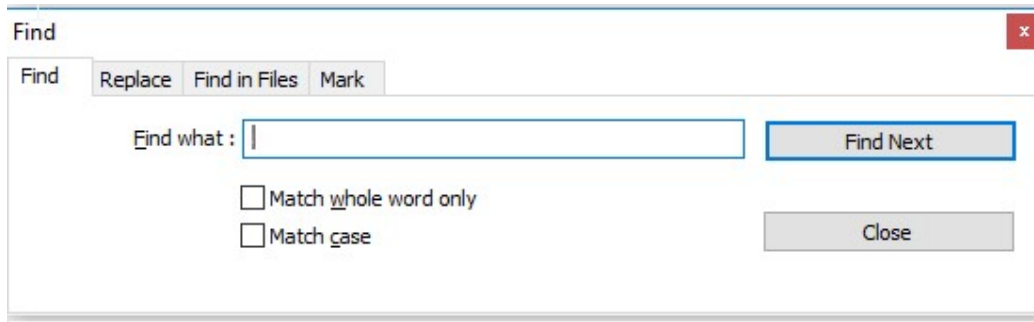 Find
x
Find Replace Find in Files Mark
Find what : Find Next
Match whole word only
Match case
Close